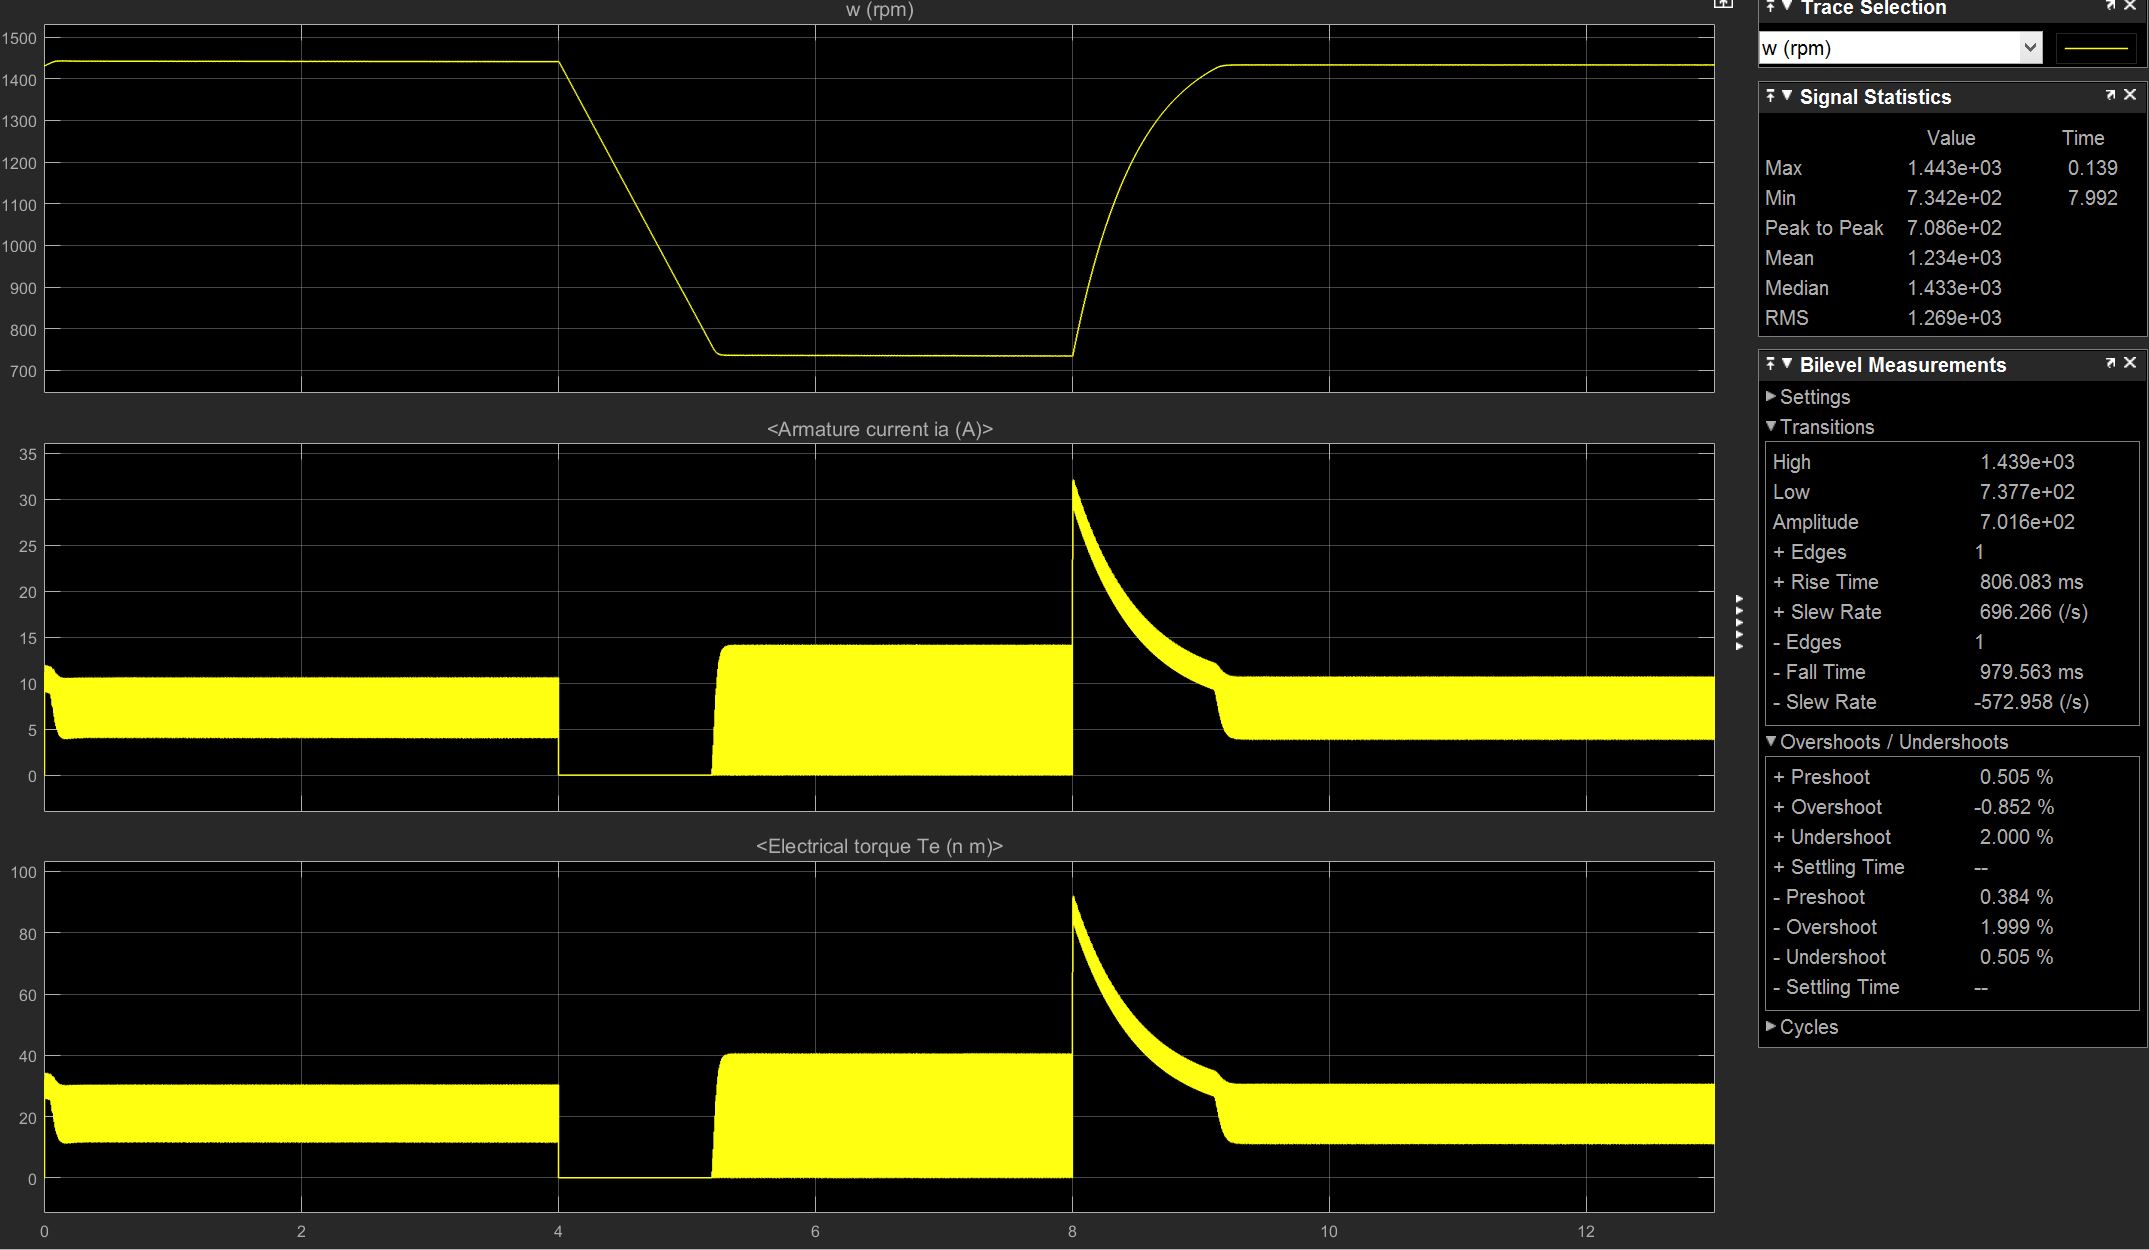 w (rpm)
1500
1400
1300
1200
1100
1000
900
800
700
<Armature current ia (A)>
35
30
25
20
15
10
5
0
<Electrical torque Te (n m)>
100
80
60
40
20
0
0 2 4 6 8 10 12
Trace Selection
w (rpm)
Signal Statistics
Value Time
Max 1.443e+03 0.139
Min 7.342e+02 7.992
Peak to Peak 7.086e+02
Mean 1.234e+03
Median 1.433e+03
RMS 1.269e+03
Bilevel Measurements
Settings
Transitions
High 1.439e+03
Low 7.377e+02
Amplitude 7.016e+02
+ Edges 1
+ Rise Time 806.083 ms
+ Slew Rate 696.266 (/s)
- Edges 1
- Fall Time 979.563 ms
- Slew Rate -572.958 (/s)
Overshoots / Undershoots
+ Preshoot 0.505 %
+ Overshoot -0.852 %
+ Undershoot 2.000 %
+ Settling Time --
- Preshoot 0.384 %
- Overshoot 1.999 %
- Undershoot 0.505 %
- Settling Time --
Cycles